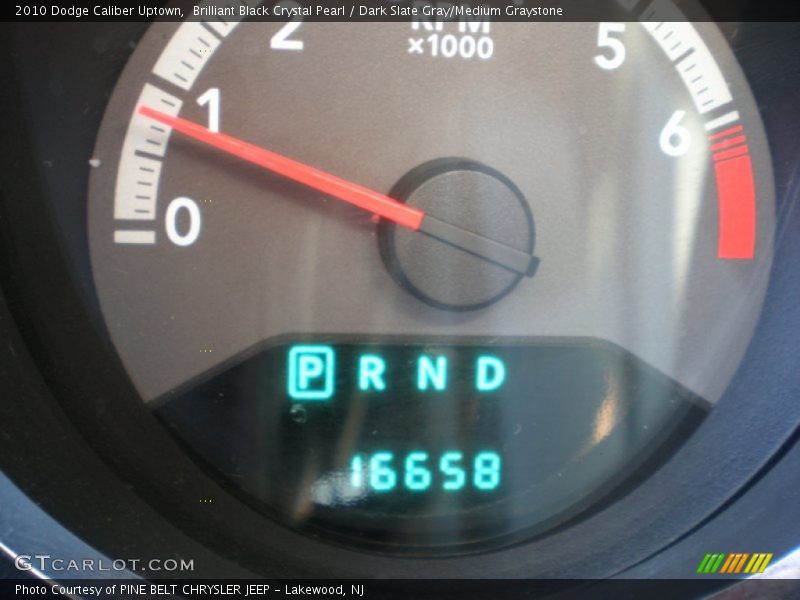 2010 Dodge Caliber Uptown, Brilliant Black Crystal Pearl / Dark Slate Gray/Medium Graystone
RPM
x1000
0 1 2 5 6
P R N D
16658
GTCARLOT.COM
Photo Courtesy of PINE BELT CHRYSLER JEEP - Lakewood, NJ